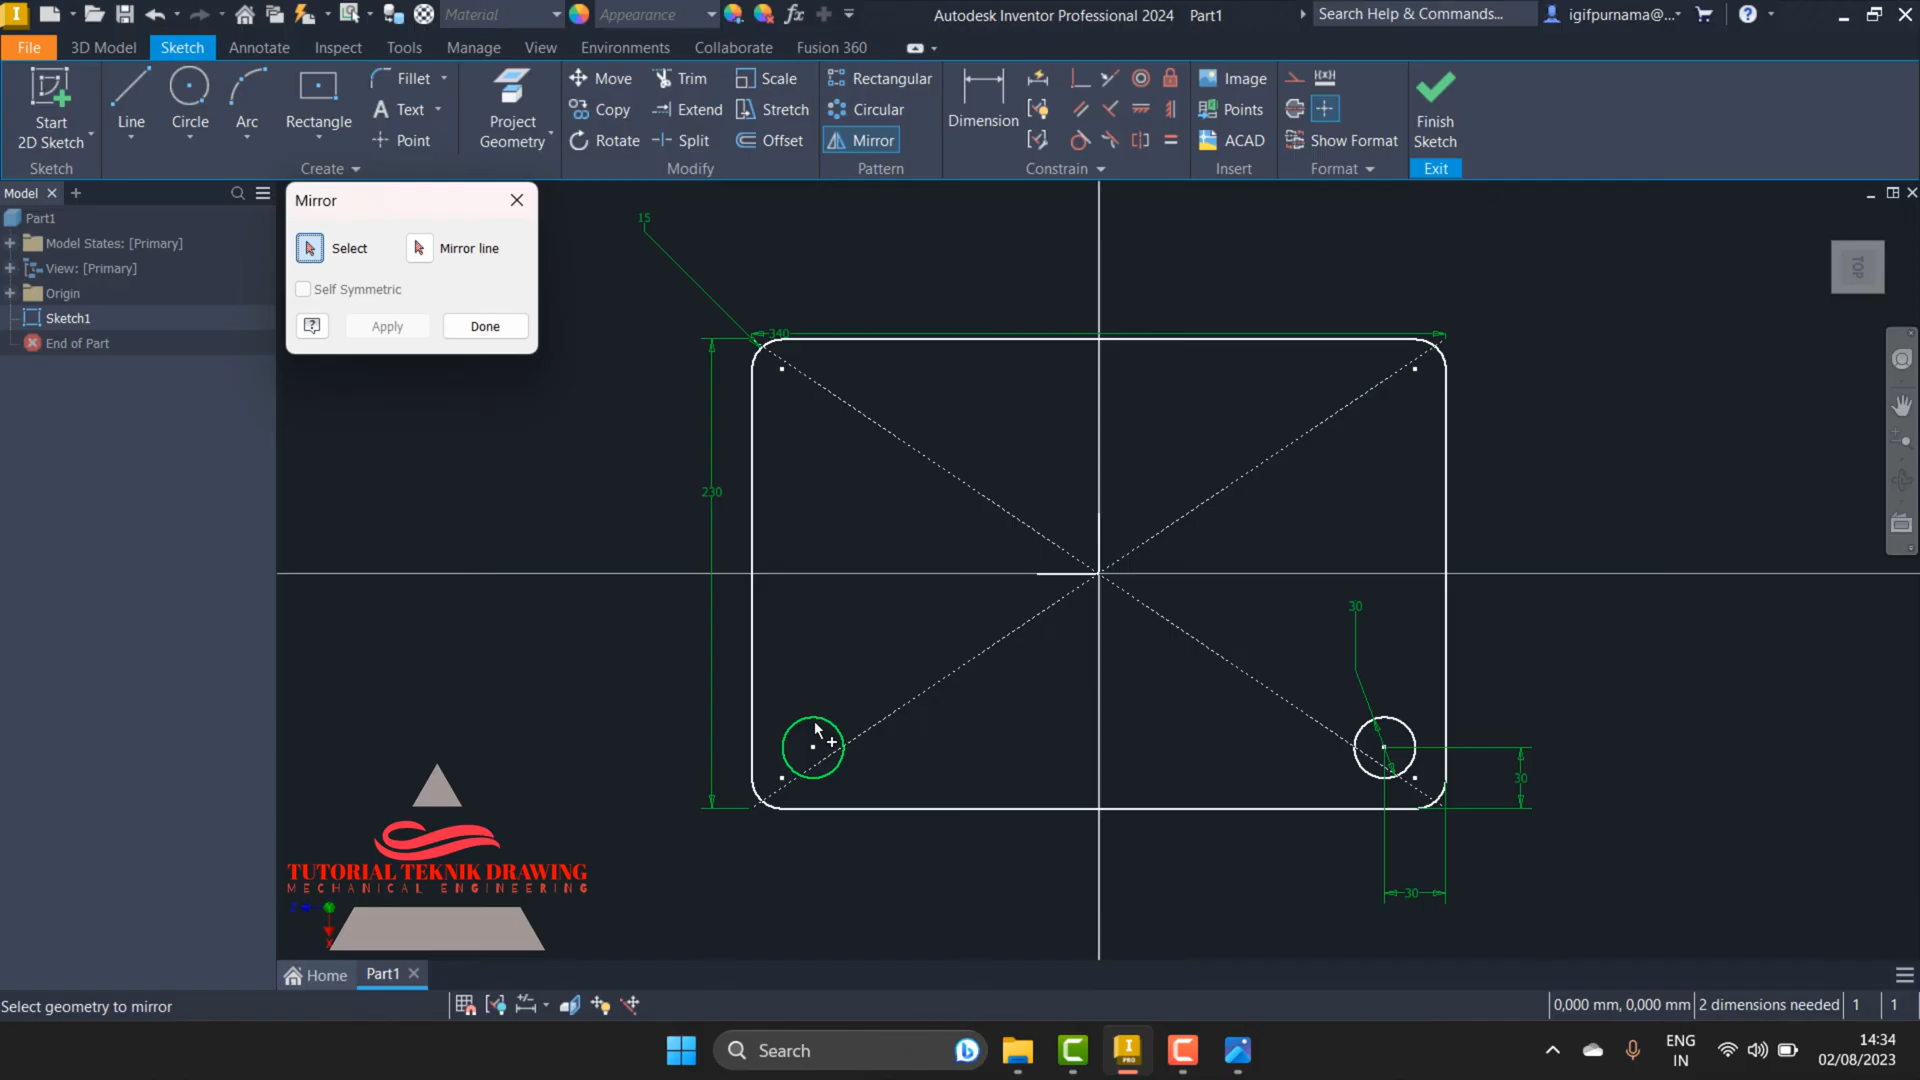 Material
Appearance
fx
Autodesk Inventor Professional 2024 Part1
Search Help & Commands...
igifpurnama@...
File
3D Model
Sketch
Annotate
Inspect
Tools
Manage
View
Environments
Collaborate
Fusion 360
Start
2D Sketch
Line
Circle
Arc
Rectangle
Fillet
Text
Point
Project
Geometry
Move
Copy
Rotate
Trim
Extend
Split
Scale
Stretch
Offset
Rectangular
Circular
Mirror
Dimension
Image
Points
ACAD
Show Format
Finish
Sketch
Sketch
Create
Modify
Pattern
Constrain
Insert
Format
Exit
Model
Part1
Model States: [Primary]
View: [Primary]
Origin
Sketch1
End of Part
Mirror
Select
Mirror line
Self Symmetric
Apply
Done
15
340
TOP
230
30
30
30
TUTORIAL TEKNIK DRAWING
MECHANICAL ENGINEERING
Z
X
Home
Part1
Select geometry to mirror
0,000 mm, 0,000 mm
2 dimensions needed
1
1
Search
PRO
ENG
IN
14:34
02/08/2023